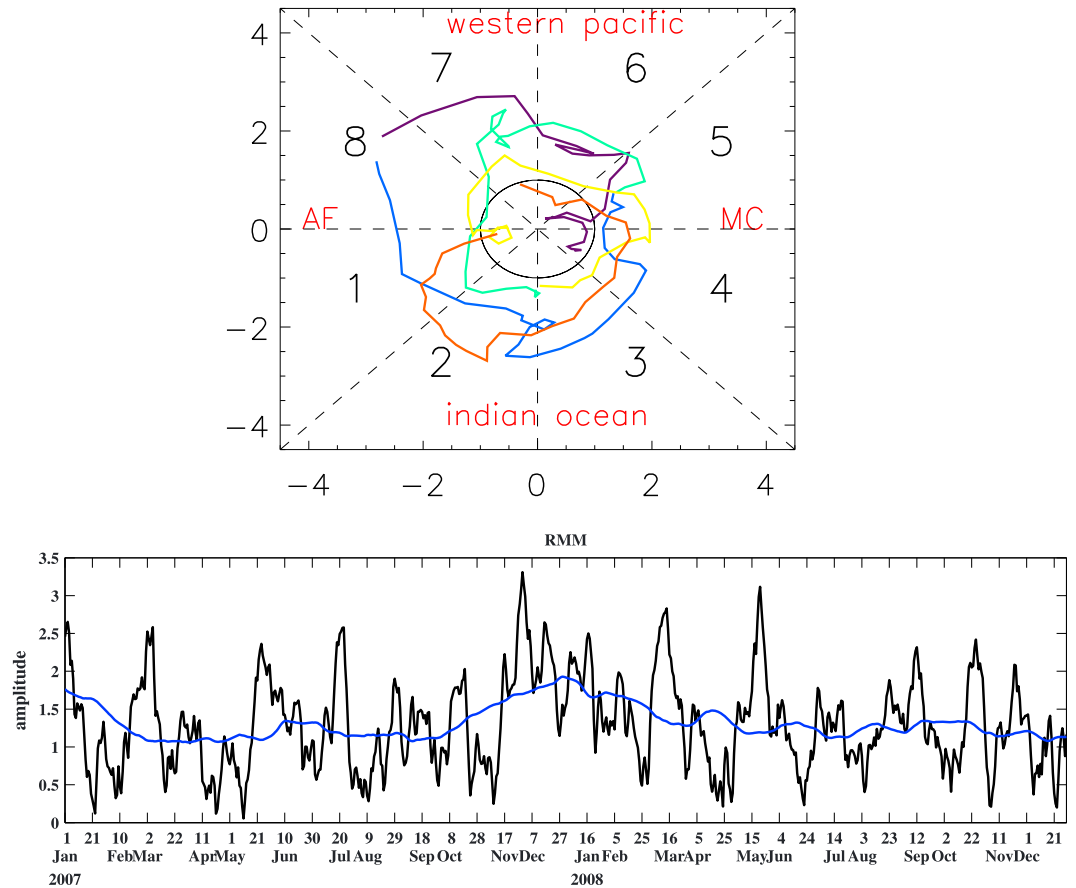 4
western pacific
7
6
2
8
5
0
AF
MC
1
4
−2
2
3
−4
indian ocean
−4 −2 0 2 4
RMM
3.5
3
2.5
2
1.5
1
0.5
0
amplitude
1 21 10 2 22 11 1 21 10 30 20 9 29 18 8 28 17 7 27 16 5 25 16 5 25 15 4 24 14 3 23 12 2 22 11 1 21
Jan Feb Mar Apr May Jun Jul Aug Sep Oct Nov Dec Jan Feb Mar Apr May Jun Jul Aug Sep Oct Nov Dec
2007 2008